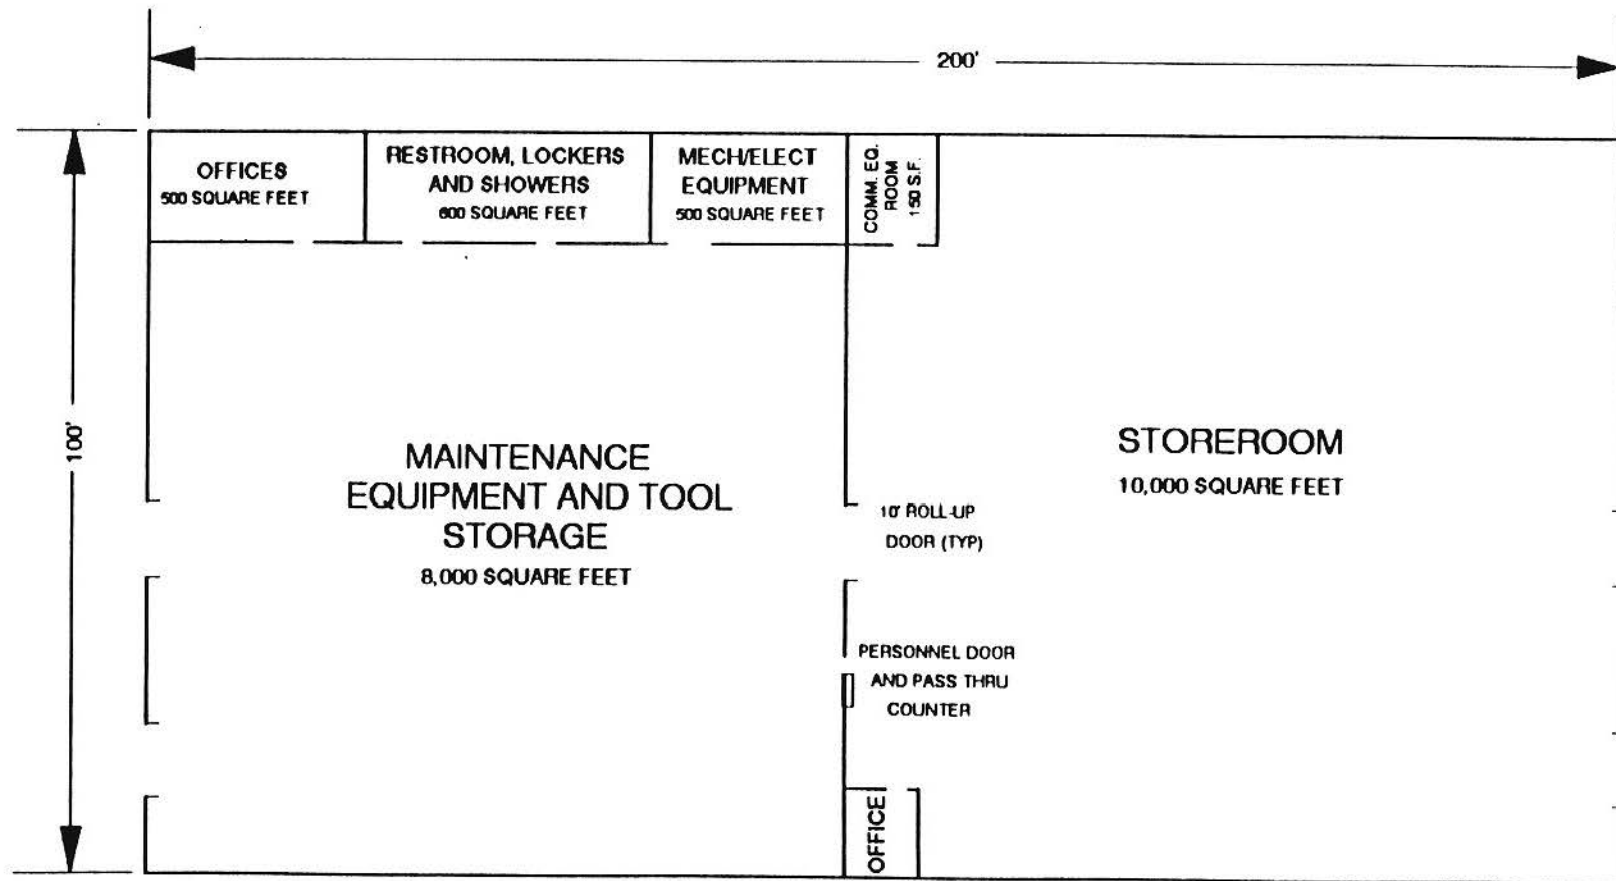 200'
OFFICES
500 SQUARE FEET
RESTROOM, LOCKERS
AND SHOWERS
600 SQUARE FEET
MECH/ELECT
EQUIPMENT
500 SQUARE FEET
COMM. EQ.
ROOM
150 S.F.
100'
MAINTENANCE
EQUIPMENT AND TOOL
STORAGE
8,000 SQUARE FEET
STOREROOM
10,000 SQUARE FEET
10' ROLL-UP
DOOR (TYP)
PERSONNEL DOOR
AND PASS THRU
COUNTER
OFFICE